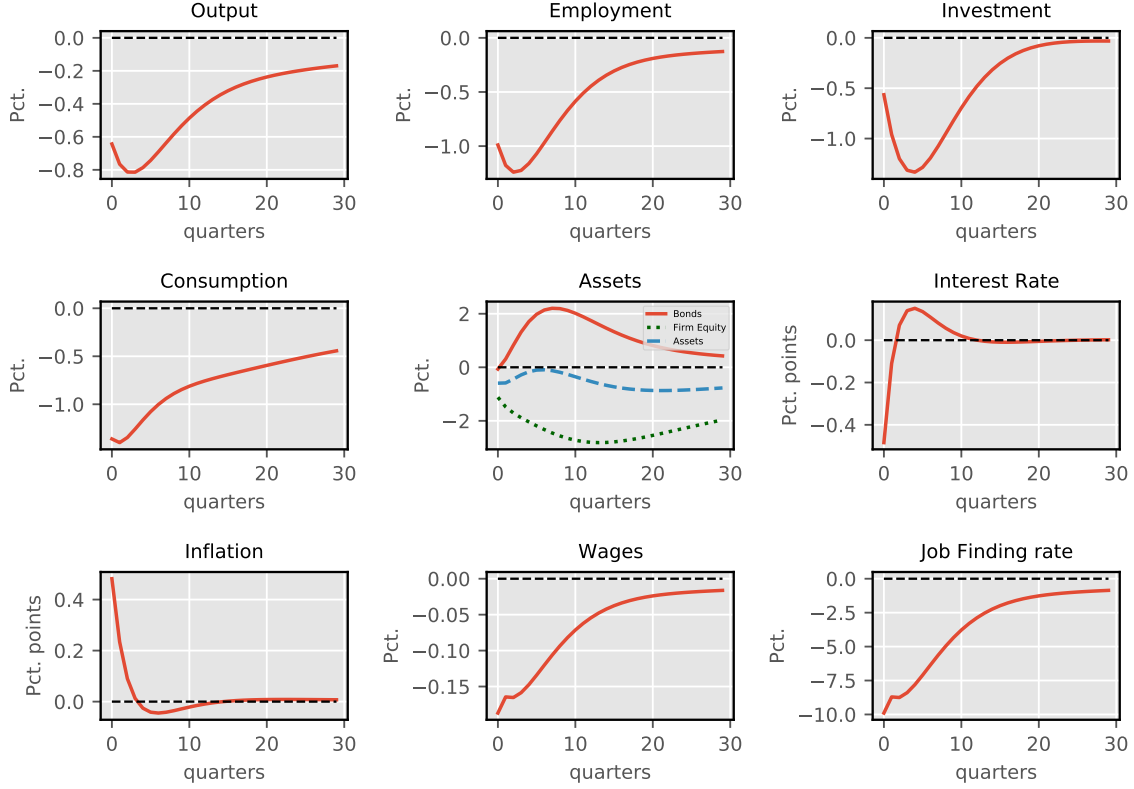 Output
Employment
Investment
0.0
−0.2
−0.4
−0.6
−0.8
Pct.
0 10 20 30
quarters
0.0
−0.5
−1.0
Pct.
0 10 20 30
quarters
0.0
−0.5
−1.0
Pct.
0 10 20 30
quarters
Consumption
Assets
Interest Rate
0.0
−0.5
−1.0
Pct.
0 10 20 30
quarters
2
0
−2
Pct.
Bonds
Firm Equity
Assets
0 10 20 30
quarters
0.0
−0.2
−0.4
Pct. points
0 10 20 30
quarters
Inflation
Wages
Job Finding rate
0.4
0.2
0.0
Pct. points
0 10 20 30
quarters
0.00
−0.05
−0.10
−0.15
Pct.
0 10 20 30
quarters
0.0
−2.5
−5.0
−7.5
−10.0
Pct.
0 10 20 30
quarters